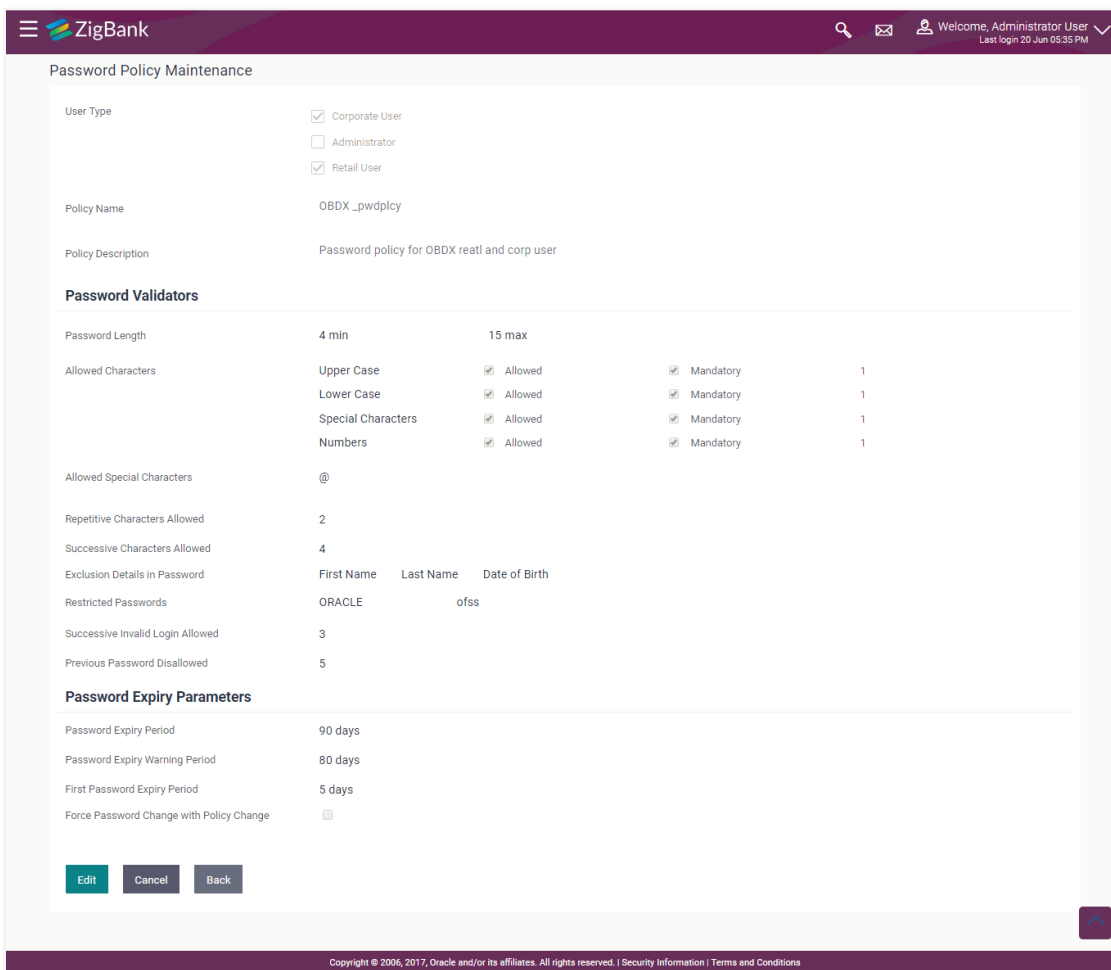 ZigBank
Welcome, Administrator User
Last login 20 Jun 05:35 PM
Password Policy Maintenance
User Type
Corporate User
Administrator
Retail User
Policy Name OBDX _pwdplcy
Policy Description Password policy for OBDX reatl and corp user
Password Validators
Password Length 4 min 15 max
Allowed Characters Upper Case Allowed Mandatory 1
Lower Case Allowed Mandatory 1
Special Characters Allowed Mandatory 1
Numbers Allowed Mandatory 1
Allowed Special Characters @
Repetitive Characters Allowed 2
Successive Characters Allowed 4
Exclusion Details in Password First Name Last Name Date of Birth
Restricted Passwords ORACLE ofss
Successive Invalid Login Allowed 3
Previous Password Disallowed 5
Password Expiry Parameters
Password Expiry Period 90 days
Password Expiry Warning Period 80 days
First Password Expiry Period 5 days
Force Password Change with Policy Change
Edit Cancel Back
Copyright © 2006, 2017, Oracle and/or its affiliates. All rights reserved. | Security Information | Terms and Conditions